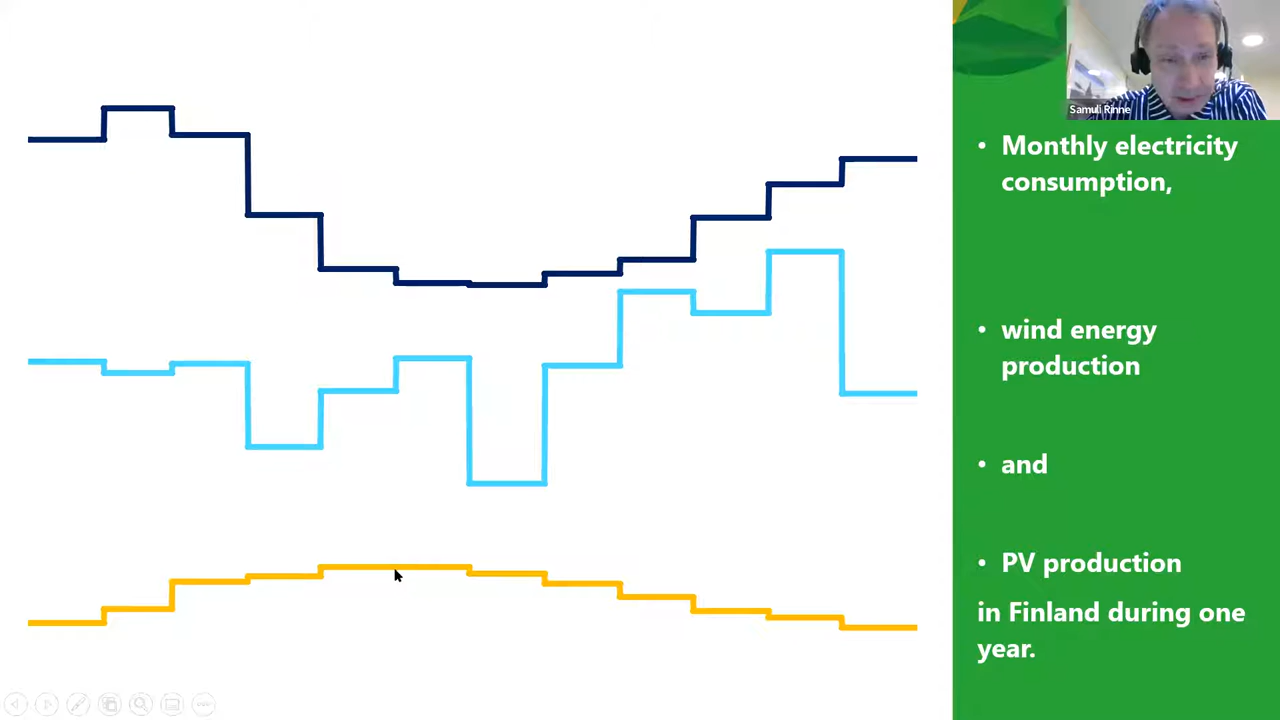 Samuli Rinne
• Monthly electricity
consumption,
• wind energy
production
• and
• PV production
in Finland during one
year.